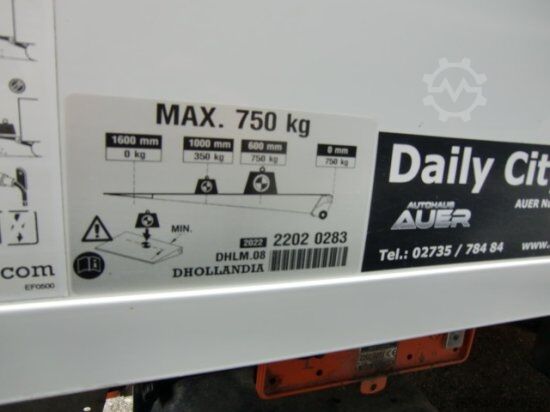 MAX. 750 kg
1600 mm
0 kg
1000 mm
350 kg
600 mm
750 kg
0 mm
750 kg
MIN.
2022 2202 0283
DHLM.08
DHOLLANDIA
.com
EF0500
Daily Cit
AUTOHAUS
AUER
AUER
Tel.: 02735 / 784 84